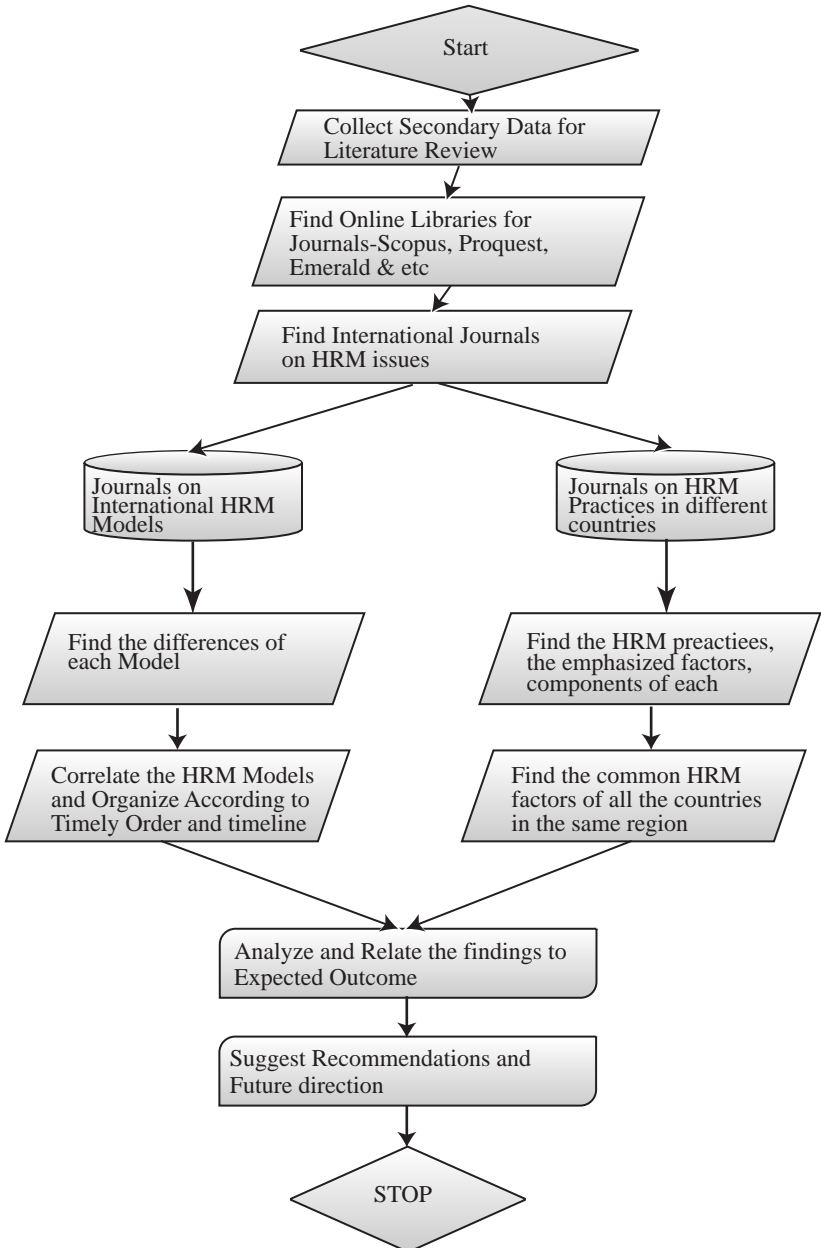 Start
Collect Secondary Data for
Literature Review
Find Online Libraries for
Journals-Scopus, Proquest,
Emerald & etc
Find International Journals
on HRM issues
Journals on
International HRM
Models
Journals on HRM
Practices in different
countries
Find the differences of
each Model
Find the HRM preactiees,
the emphasized factors,
components of each
Correlate the HRM Models
and Organize According to
Timely Order and timeline
Find the common HRM
factors of all the countries
in the same region
Analyze and Relate the findings to
Expected Outcome
Suggest Recommendations and
Future direction
STOP